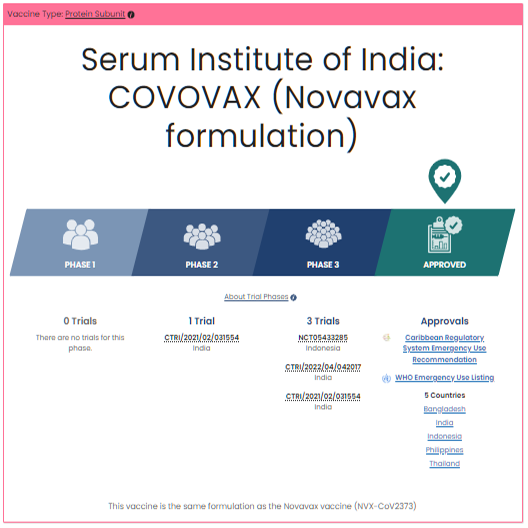 Vaccine Type: Protein Subunit
Serum Institute of India:
COVOVAX (Novavax
formulation)
PHASE 1
PHASE 2
PHASE 3
APPROVED
About Trial Phases
0 Trials
There are no trials for this
phase.
1 Trial
CTRI/2021/02/031554
India
3 Trials
NCT05433285
Indonesia
CTRI/2022/04/042017
India
CTRI/2021/02/031554
India
Approvals
Caribbean Regulatory
System Emergency Use
Recommendation
WHO Emergency Use Listing
5 Countries
Bangladesh
India
Indonesia
Philippines
Thailand
This vaccine is the same formulation as the Novavax vaccine (NVX-CoV2373)